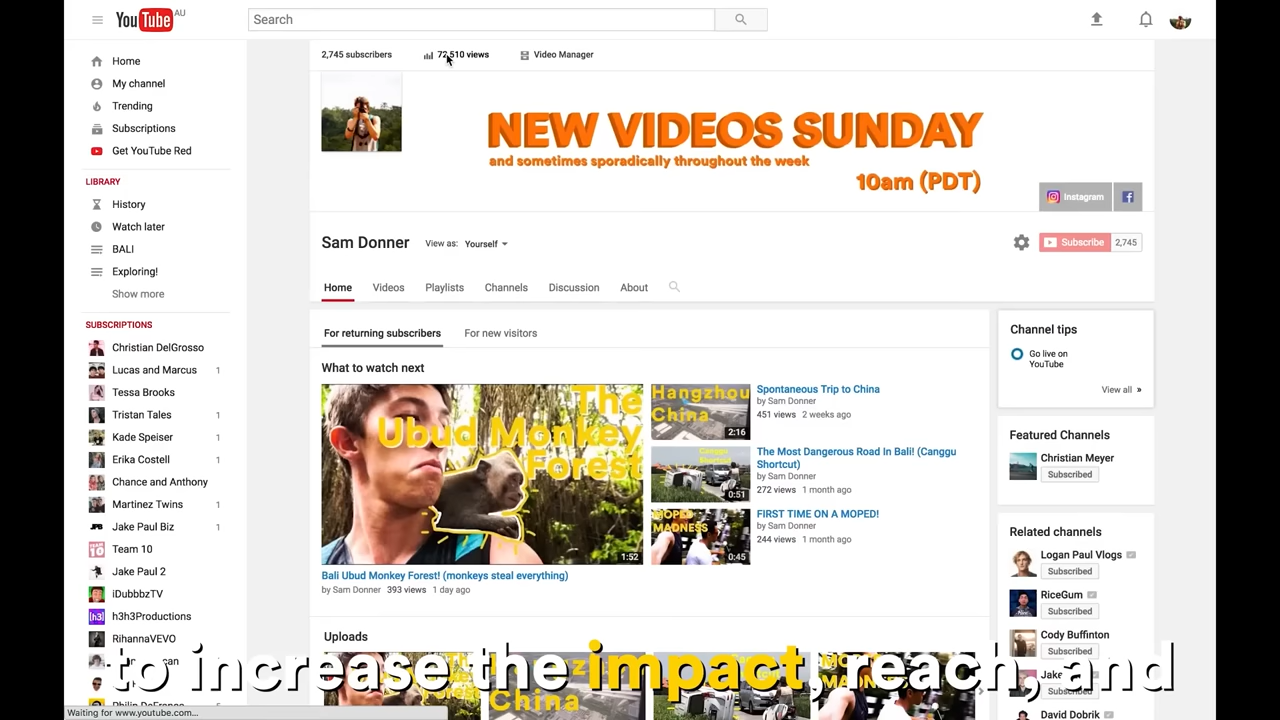 YouTube AU
Search
2,745 subscribers
72,510 views
Video Manager
Home
My channel
Trending
Subscriptions
Get YouTube Red
LIBRARY
History
Watch later
BALI
Exploring!
Show more
SUBSCRIPTIONS
Christian DelGrosso
Lucas and Marcus 1
Tessa Brooks
Tristan Tales 1
Kade Speiser 1
Erika Costell 1
Chance and Anthony
Martinez Twins 1
JPB Jake Paul Biz 1
TEAM 10 Team 10
Jake Paul 2
iDubbbzTV
[h3] h3h3Productions
RihannaVEVO
NEW VIDEOS SUNDAY
and sometimes sporadically throughout the week
10am (PDT)
Instagram
Sam Donner
View as: Yourself
Subscribe 2,745
Home
Videos
Playlists
Channels
Discussion
About
For returning subscribers
For new visitors
What to watch next
The
Ubud Monkey
Forest
1:52
Bali Ubud Monkey Forest! (monkeys steal everything)
by Sam Donner 393 views 1 day ago
Hangzhou
China
2:16
Spontaneous Trip to China
by Sam Donner
451 views 2 weeks ago
Canggu
Shortcut
0:51
The Most Dangerous Road In Bali! (Canggu
Shortcut)
by Sam Donner
272 views 1 month ago
MOPED
MADNESS
0:45
FIRST TIME ON A MOPED!
by Sam Donner
244 views 1 month ago
Uploads
China
Channel tips
Go live on
YouTube
View all »
Featured Channels
Christian Meyer
Subscribed
Related channels
Logan Paul Vlogs
Subscribed
RiceGum
Subscribed
Cody Buffinton
Subscribed
Jake
Subscribed
David Dobrik
to increase the impact, reach, and
Waiting for www.youtube.com...